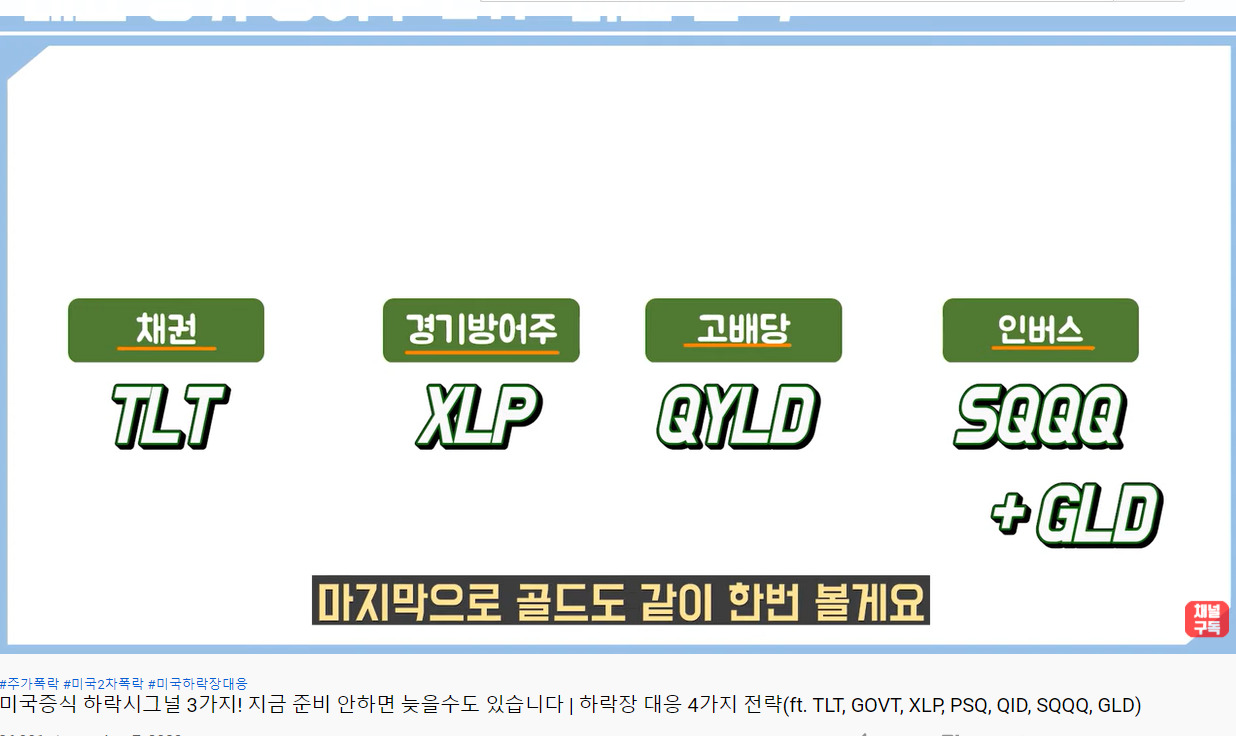 채권
경기방어주
고배당
인버스
TLT
XLP
QYLD
SQQQ
+ GLD
마지막으로 골드도 같이 한번 볼게요
채널
구독
#주가폭락 #미국2차폭락 #미국하락장대응
미국증식 하락시그널 3가지! 지금 준비 안하면 늦을수도 있습니다 | 하락장 대응 4가지 전략(ft. TLT, GOVT, XLP, PSQ, QID, SQQQ, GLD)